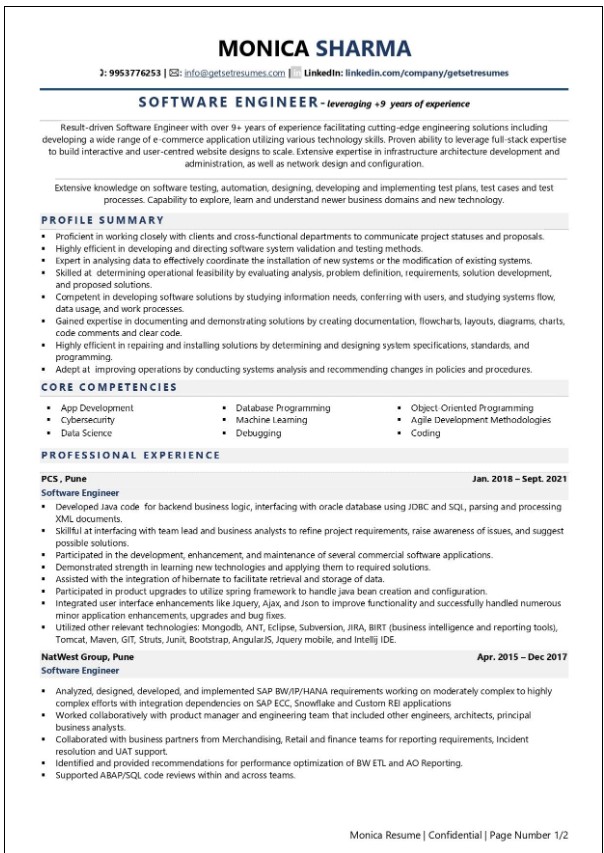 MONICA SHARMA
: 9953776253 | : info@getsetresumes.com | LinkedIn: linkedin.com/company/getsetresumes
SOFTWARE ENGINEER - leveraging +9 years of experience
Result-driven Software Engineer with over 9+ years of experience facilitating cutting-edge engineering solutions including
developing a wide range of e-commerce application utilizing various technology skills. Proven ability to leverage full-stack expertise
to build interactive and user-centred website designs to scale. Extensive expertise in infrastructure architecture development and
administration, as well as network design and configuration.
Extensive knowledge on software testing, automation, designing, developing and implementing test plans, test cases and test
processes. Capability to explore, learn and understand newer business domains and new technology.
PROFILE SUMMARY
▪ Proficient in working closely with clients and cross-functional departments to communicate project statuses and proposals.
▪ Highly efficient in developing and directing software system validation and testing methods.
▪ Expert in analysing data to effectively coordinate the installation of new systems or the modification of existing systems.
▪ Skilled at determining operational feasibility by evaluating analysis, problem definition, requirements, solution development,
and proposed solutions.
▪ Competent in developing software solutions by studying information needs, conferring with users, and studying systems flow,
data usage, and work processes.
▪ Gained expertise in documenting and demonstrating solutions by creating documentation, flowcharts, layouts, diagrams, charts,
code comments and clear code.
▪ Highly efficient in repairing and installing solutions by determining and designing system specifications, standards, and
programming.
▪ Adept at improving operations by conducting systems analysis and recommending changes in policies and procedures.
CORE COMPETENCIES
▪ App Development ▪ Database Programming ▪ Object-Oriented Programming
▪ Cybersecurity ▪ Machine Learning ▪ Agile Development Methodologies
▪ Data Science ▪ Debugging ▪ Coding
PROFESSIONAL EXPERIENCE
PCS , Pune Jan. 2018 – Sept. 2021
Software Engineer
▪ Developed Java code for backend business logic, interfacing with oracle database using JDBC and SQL, parsing and processing
XML documents.
▪ Skillful at interfacing with team lead and business analysts to refine project requirements, raise awareness of issues, and suggest
possible solutions.
▪ Participated in the development, enhancement, and maintenance of several commercial software applications.
▪ Demonstrated strength in learning new technologies and applying them to required solutions.
▪ Assisted with the integration of hibernate to facilitate retrieval and storage of data.
▪ Participated in product upgrades to utilize spring framework to handle java bean creation and configuration.
▪ Integrated user interface enhancements like Jquery, Ajax, and Json to improve functionality and successfully handled numerous
minor application enhancements, upgrades and bug fixes.
▪ Utilized other relevant technologies: Mongodb, ANT, Eclipse, Subversion, JIRA, BIRT (business intelligence and reporting tools),
Tomcat, Maven, GIT, Struts, Junit, Bootstrap, AngularJS, Jquery mobile, and Intellij IDE.
NatWest Group, Pune Apr. 2015 – Dec 2017
Software Engineer
▪ Analyzed, designed, developed, and implemented SAP BW/IP/HANA requirements working on moderately complex to highly
complex efforts with integration dependencies on SAP ECC, Snowflake and Custom REI applications
▪ Worked collaboratively with product manager and engineering team that included other engineers, architects, principal
business analysts.
▪ Collaborated with business partners from Merchandising, Retail and finance teams for reporting requirements, Incident
resolution and UAT support.
▪ Identified and provided recommendations for performance optimization of BW ETL and AO Reporting.
▪ Supported ABAP/SQL code reviews within and across teams.
Monica Resume | Confidential | Page Number 1/2